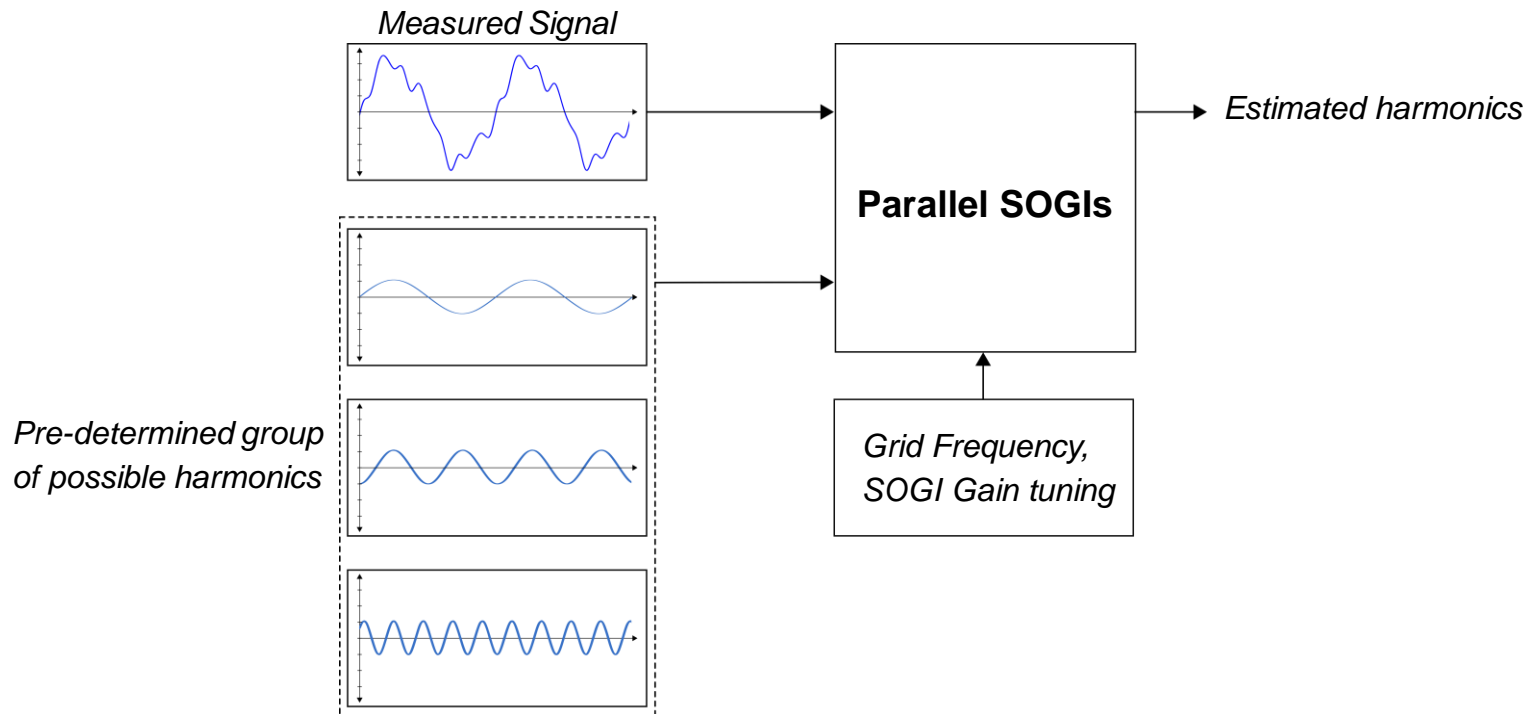 Measured Signal
Estimated harmonics
Parallel SOGIs
Pre-determined group
of possible harmonics
Grid Frequency,
SOGI Gain tuning